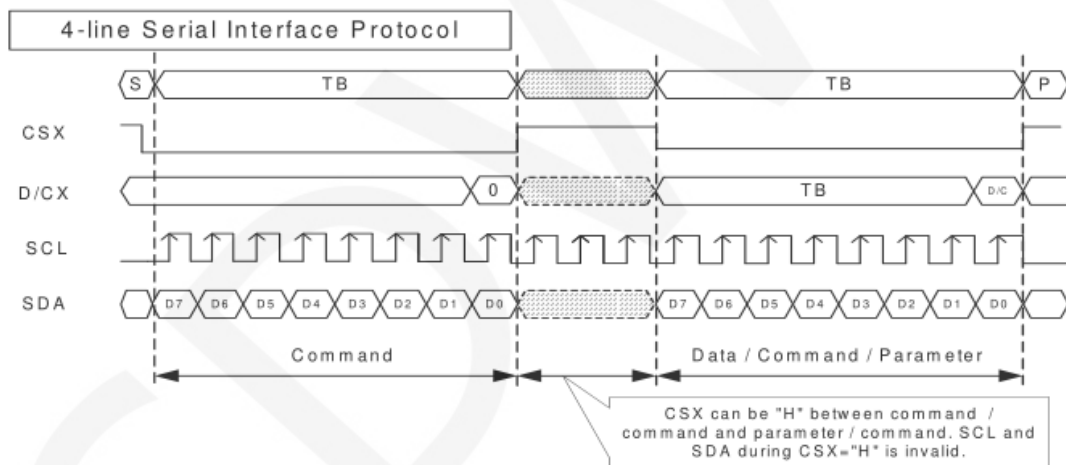 4-line Serial Interface Protocol
S TB TB P
CSX
D/CX 0 TB D/C
SCL
SDA D7 D6 D5 D4 D3 D2 D1 D0 D7 D6 D5 D4 D3 D2 D1 D0
Command Data / Command / Parameter
CSX can be "H" between command /
command and parameter / command. SCL and
SDA during CSX="H" is invalid.